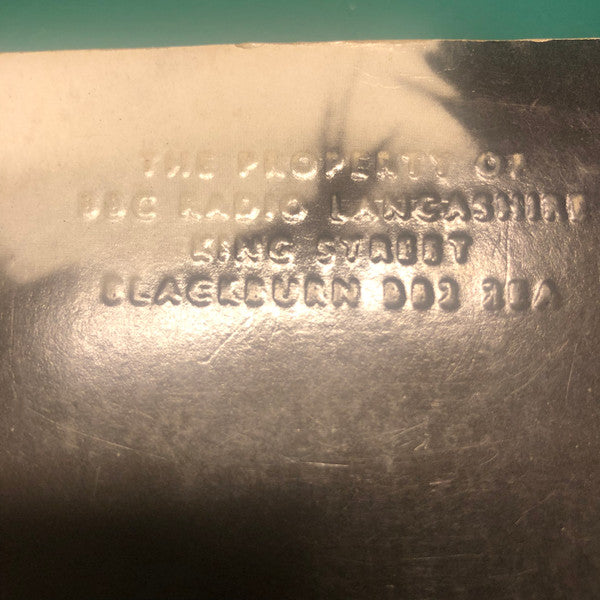 THE PROPERTY OF
BBC RADIO LANCASHIRE
KING STREET
BLACKBURN BB2 2EA